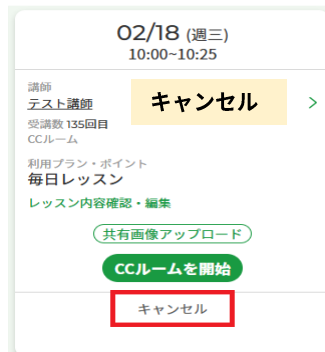 02/18 (週三)
10:00~10:25
講師
テスト講師
キャンセル
受講数 135回目
CCルーム
利用プラン・ポイント
毎日レッスン
レッスン内容確認・編集
共有画像アップロード
CCルームを開始
キャンセル